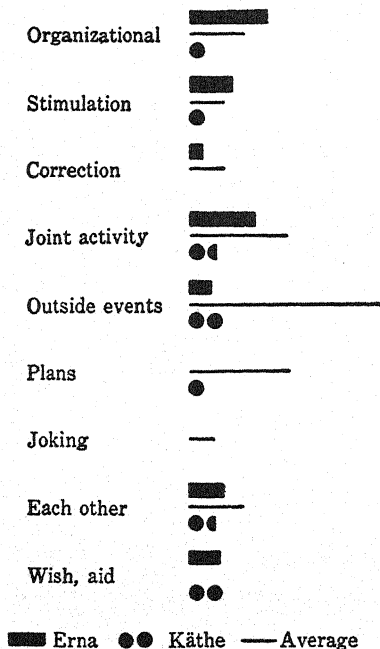 Organizational
Stimulation
Correction
Joint activity
Outside events
Plans
Joking
Each other
Wish, aid
Erna Käthe Average